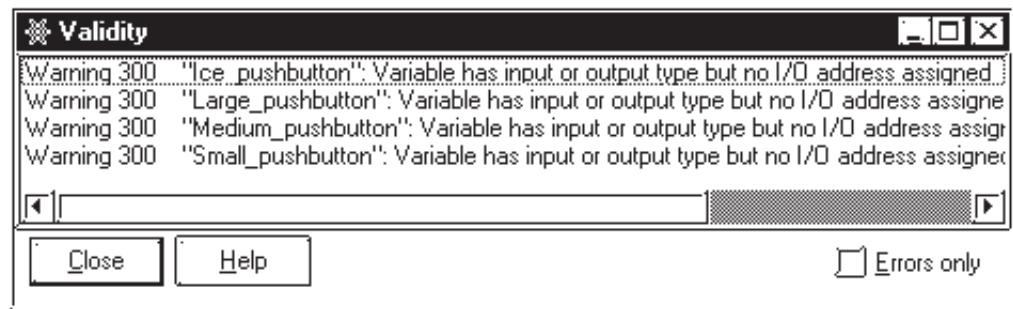 Validity
Warning 300 "Ice_pushbutton": Variable has input or output type but no I/O address assigned
Warning 300 "Large_pushbutton": Variable has input or output type but no I/O address assigne
Warning 300 "Medium_pushbutton": Variable has input or output type but no I/O address assign
Warning 300 "Small_pushbutton": Variable has input or output type but no I/O address assigned
Close Help Errors only